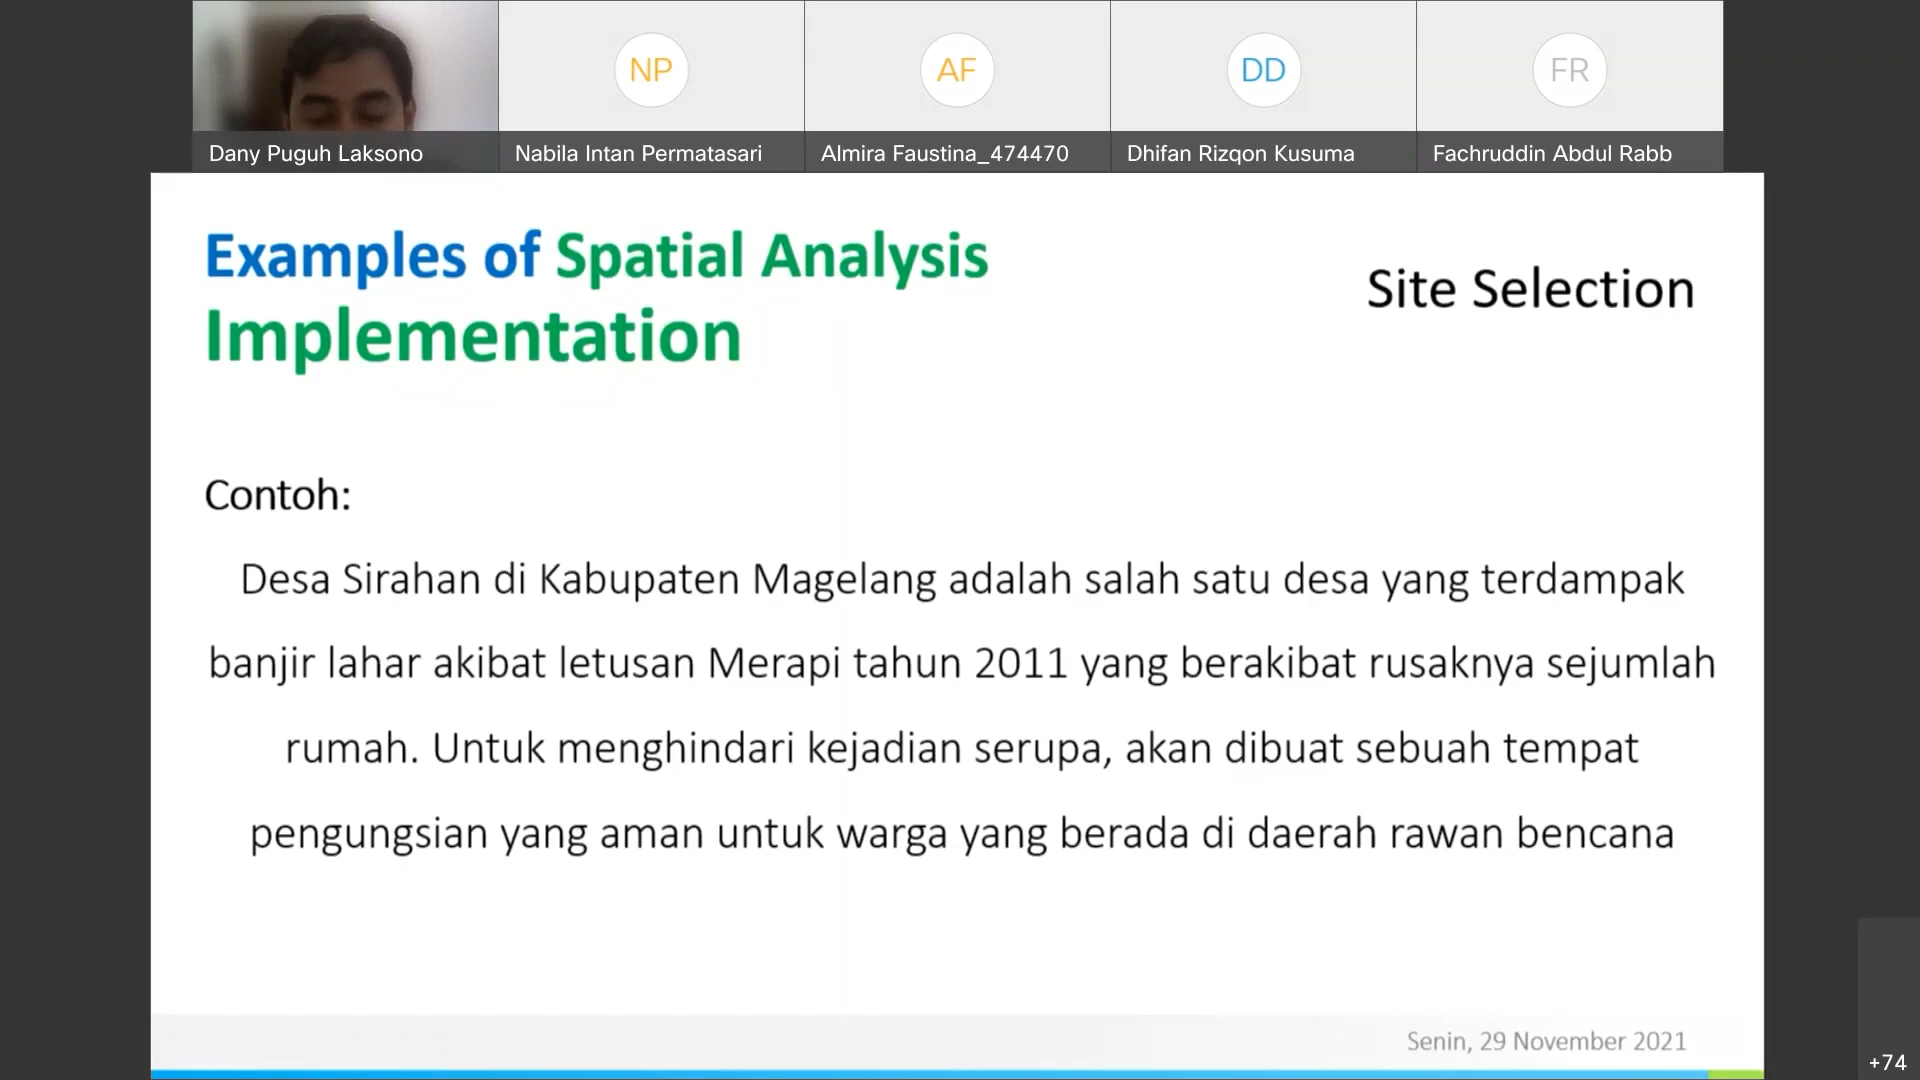 NP
AF
DD
FR
Dany Puguh Laksono
Nabila Intan Permatasari
Almira Faustina_474470
Dhifan Rizqon Kusuma
Fachruddin Abdul Rabb
Examples of Spatial Analysis
Implementation
Site Selection
Contoh:
Desa Sirahan di Kabupaten Magelang adalah salah satu desa yang terdampak
banjir lahar akibat letusan Merapi tahun 2011 yang berakibat rusaknya sejumlah
rumah. Untuk menghindari kejadian serupa, akan dibuat sebuah tempat
pengungsian yang aman untuk warga yang berada di daerah rawan bencana
Senin, 29 November 2021
+74